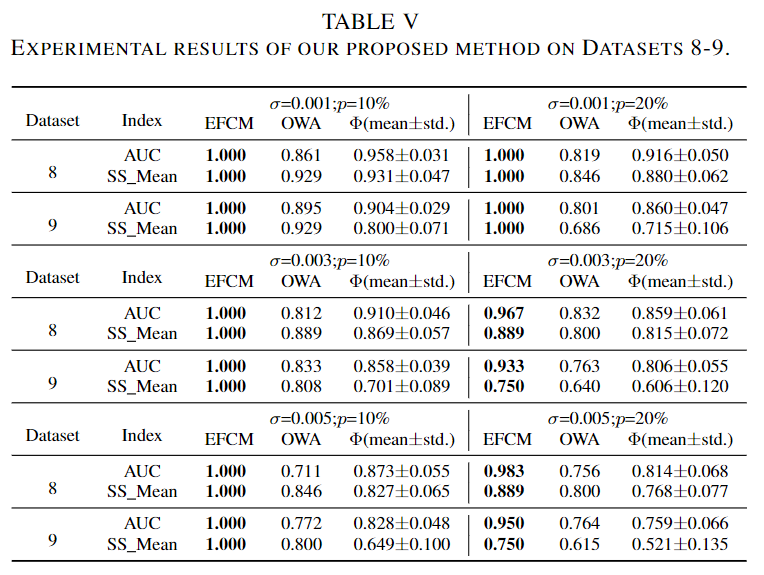 TABLE V
EXPERIMENTAL RESULTS OF OUR PROPOSED METHOD ON DATASETS 8-9.
Dataset Index σ=0.001;p=10% σ=0.001;p=20%
EFCM OWA Φ(mean±std.) EFCM OWA Φ(mean±std.)
8 AUC 1.000 0.861 0.958±0.031 1.000 0.819 0.916±0.050
SS_Mean 1.000 0.929 0.931±0.047 1.000 0.846 0.880±0.062
9 AUC 1.000 0.895 0.904±0.029 1.000 0.801 0.860±0.047
SS_Mean 1.000 0.929 0.800±0.071 1.000 0.686 0.715±0.106
Dataset Index σ=0.003;p=10% σ=0.003;p=20%
EFCM OWA Φ(mean±std.) EFCM OWA Φ(mean±std.)
8 AUC 1.000 0.812 0.910±0.046 0.967 0.832 0.859±0.061
SS_Mean 1.000 0.889 0.869±0.057 0.889 0.800 0.815±0.072
9 AUC 1.000 0.833 0.858±0.039 0.933 0.763 0.806±0.055
SS_Mean 1.000 0.808 0.701±0.089 0.750 0.640 0.606±0.120
Dataset Index σ=0.005;p=10% σ=0.005;p=20%
EFCM OWA Φ(mean±std.) EFCM OWA Φ(mean±std.)
8 AUC 1.000 0.711 0.873±0.055 0.983 0.756 0.814±0.068
SS_Mean 1.000 0.846 0.827±0.065 0.889 0.800 0.768±0.077
9 AUC 1.000 0.772 0.828±0.048 0.950 0.764 0.759±0.066
SS_Mean 1.000 0.800 0.649±0.100 0.750 0.615 0.521±0.135